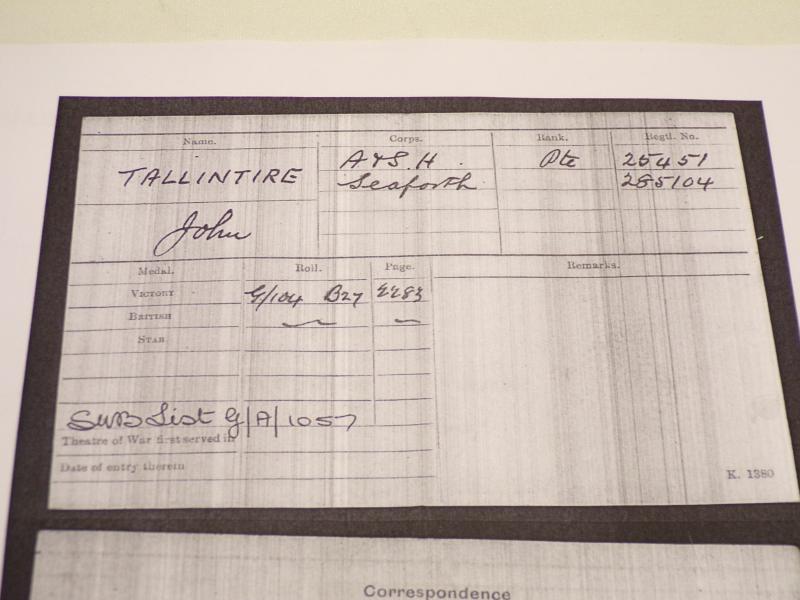 Name. Corps. Rank. Regtl. No.
TALLINTIRE A & S. H. Pte 25451
Seaforth 285104
John
Medal. Roll. Page. Remarks.
VICTORY G/104 B27 2283
BRITISH
STAR
SWB List G/A/1057
Theatre of War first served in
Date of entry therein
K. 1380
Correspondence